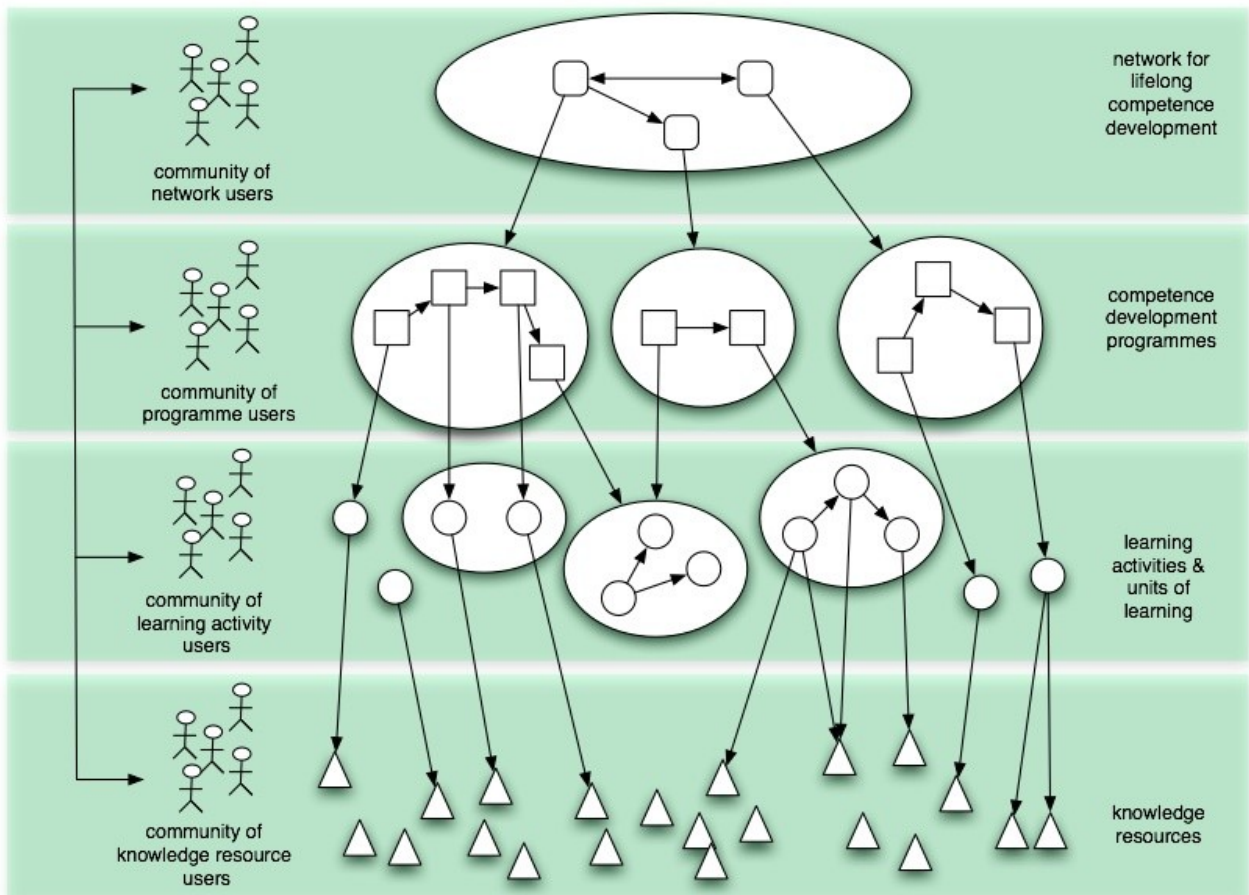 community of
network users
network for
lifelong
competence
development
community of
programme users
competence
development
programmes
community of
learning activity
users
learning
activities &
units of
learning
community of
knowledge resource
users
knowledge
resources